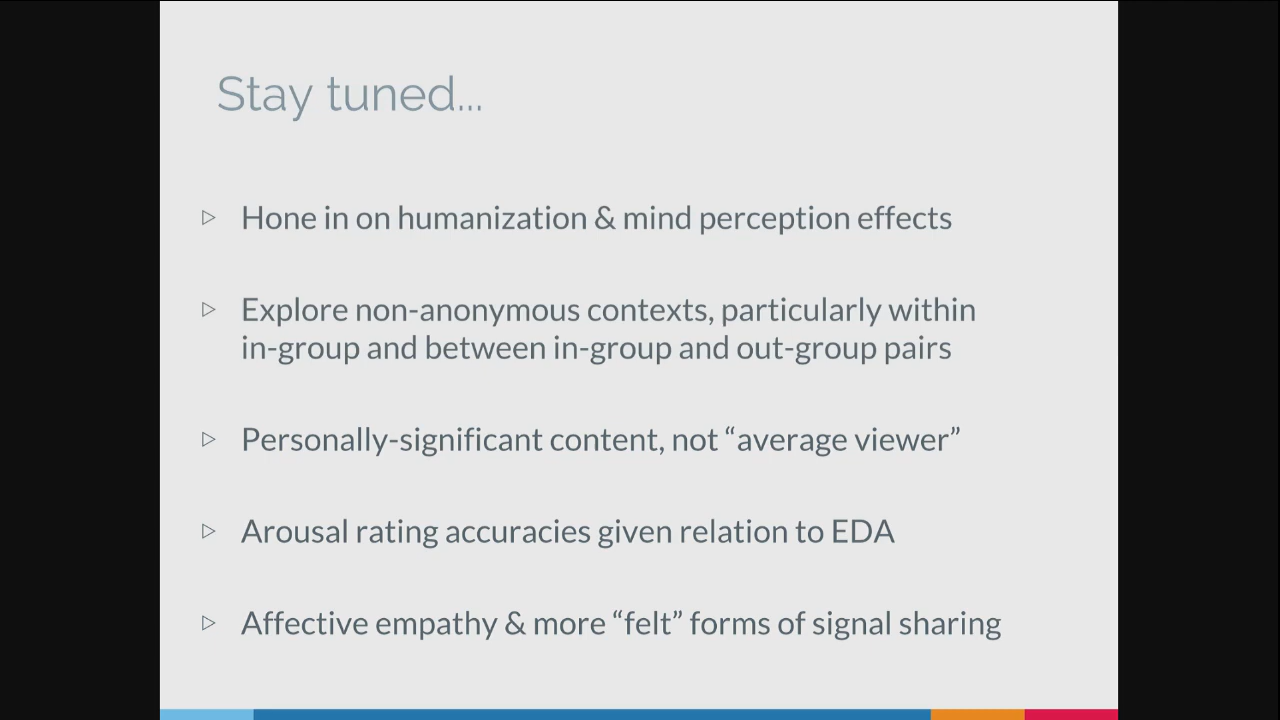 Stay tuned...
Hone in on humanization & mind perception effects
Explore non-anonymous contexts, particularly within
in-group and between in-group and out-group pairs
Personally-significant content, not “average viewer”
Arousal rating accuracies given relation to EDA
Affective empathy & more “felt” forms of signal sharing